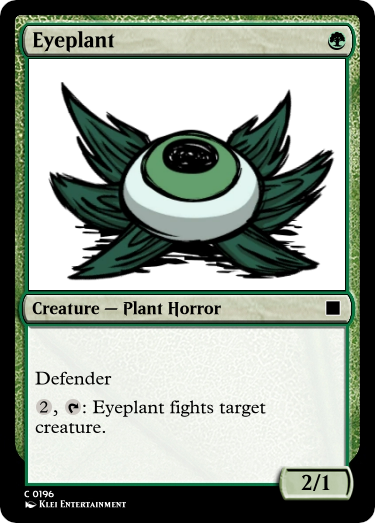 Eyeplant
Creature — Plant Horror
Defender
2, : Eyeplant fights target
creature.
2/1
C 0196
Klei Entertainment